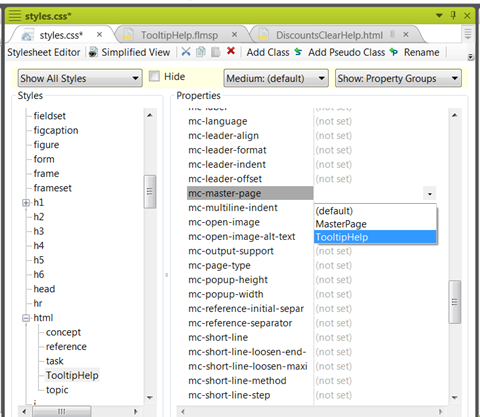 styles.css*
styles.css* TooltipHelp.flmsp DiscountsClearHelp.html
Stylesheet Editor Simplified View Add Class Add Pseudo Class Rename
Show All Styles Hide Medium: (default) Show: Property Groups
Styles
fieldset
figcaption
figure
form
frame
frameset
h1
h2
h3
h4
h5
h6
head
hr
html
concept
reference
task
TooltipHelp
topic
Properties
mc-label (not set)
mc-language (not set)
mc-leader-align (not set)
mc-leader-format (not set)
mc-leader-indent (not set)
mc-leader-offset (not set)
mc-master-page
mc-multiline-indent (default)
mc-open-image MasterPage
mc-open-image-alt-text TooltipHelp
mc-output-support (not set)
mc-page-type (not set)
mc-popup-height (not set)
mc-popup-width (not set)
mc-reference-initial-separ (not set)
mc-reference-separator (not set)
mc-short-line (not set)
mc-short-line-loosen-end- (not set)
mc-short-line-loosen-maxi (not set)
mc-short-line-method (not set)
mc-short-line-step (not set)